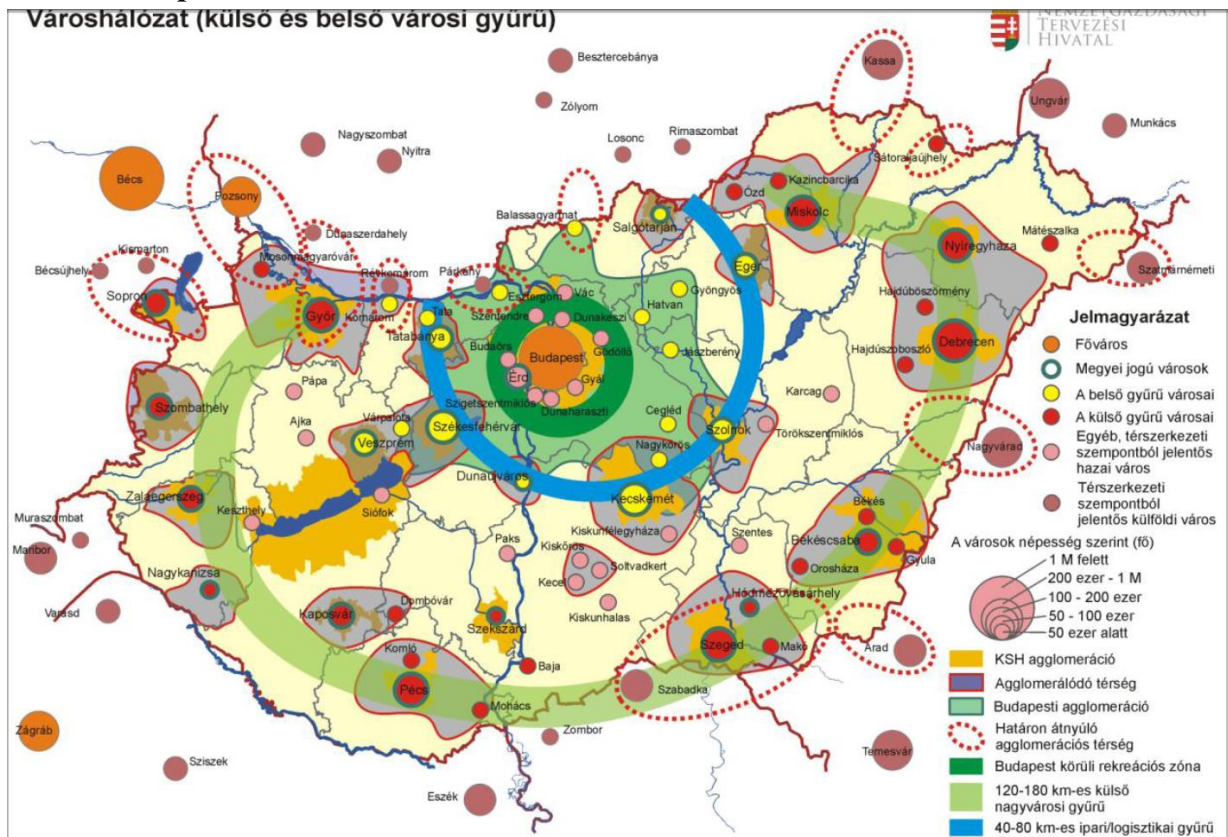 Városhálózat (külső és belső városi gyűrű)
NEMZETGAZDASÁGI
TERVEZÉSI
HIVATAL
Besztercebánya
Kassa
Zólyom
Ungvár
Munkács
Nagyszombat
Nyitra
Losonc
Rimaszombat
Sátoraljaújhely
Bécs
Pozsony
Kazincbarcika
Ózd
Miskolc
Balassagyarmat
Salgótarján
Dunaszerdahely
Kismarton
Mosonmagyaróvár
Bécsújhely
Révkomárom
Párkány
Nyíregyháza
Mátészalka
Szatmárnémeti
Sopron
Győr
Komárom
Esztergom
Vác
Eger
Gyöngyös
Hatvan
Hajdúböszörmény
Tata
Tatabánya
Szentendre
Dunakeszi
Budaörs
Budapest
Gödöllő
Jászberény
Debrecen
Hajdúszoboszló
Érd
Gyál
Pápa
Szigetszentmiklós
Dunaharaszti
Karcag
Szombathely
Ajka
Várpalota
Veszprém
Székesfehérvár
Cegléd
Szolnok
Törökszentmiklós
Nagyvárad
Nagykőrös
Dunaújváros
Kecskemét
Zalaegerszeg
Keszthely
Siófok
Békés
Muraszombat
Maribor
Paks
Kiskunfélegyháza
Szentes
Békéscsaba
Gyula
Kiskőrös
Soltvadkert
Orosháza
Nagykanizsa
Kecel
Varasd
Kaposvár
Dombóvár
Kiskunhalas
Hódmezővásárhely
Szekszárd
Komló
Baja
Szeged
Makó
Arad
Pécs
Mohács
Szabadka
Zágráb
Zombor
Temesvár
Sziszek
Eszék
Jelmagyarázat
Főváros
Megyei jogú városok
A belső gyűrű városai
A külső gyűrű városai
Egyéb, térszerkezeti
szempontból jelentős
hazai város
Térszerkezeti
szempontból
jelentős külföldi város
A városok népesség szerint (fő)
1 M felett
200 ezer - 1 M
100 - 200 ezer
50 - 100 ezer
50 ezer alatt
KSH agglomeráció
Agglomerálódó térség
Budapesti agglomeráció
Határon átnyúló
agglomerációs térség
Budapest körüli rekreációs zóna
120-180 km-es külső
nagyvárosi gyűrű
40-80 km-es ipari/logisztikai gyűrű